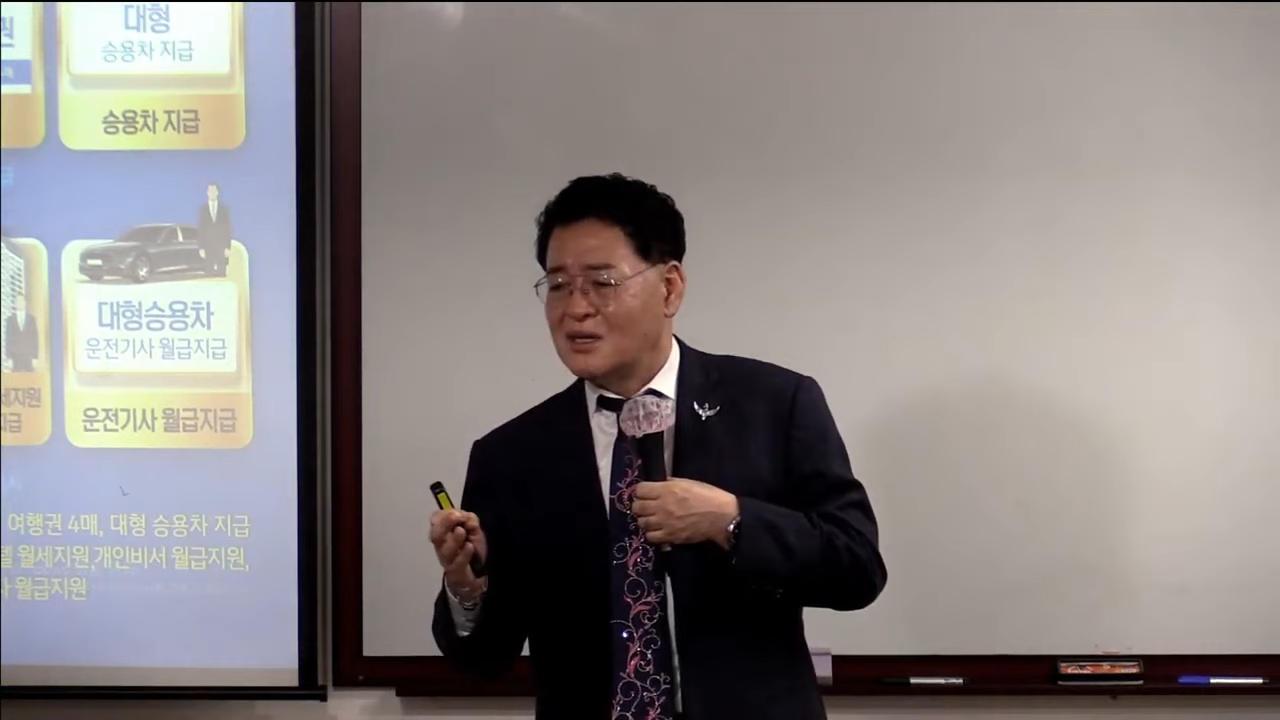 대형
승용차 지급
승용차 지급
대형승용차
운전기사 월급지급
세지원
운전기사 월급지급
여행권 4매, 대형 승용차 지급
월세지원,개인비서 월급지원,
월급지원